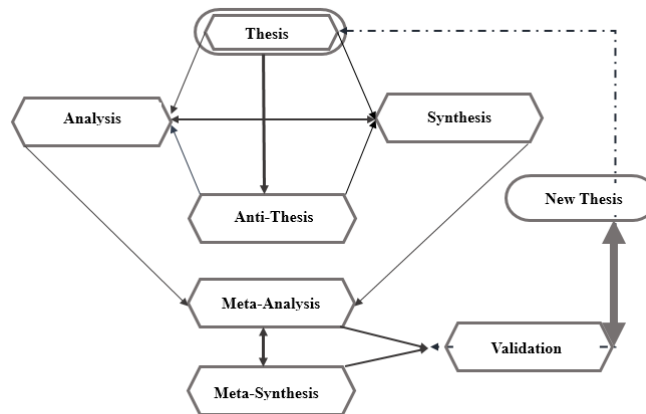 Thesis
Analysis
Synthesis
Anti-Thesis
New Thesis
Meta-Analysis
Validation
Meta-Synthesis